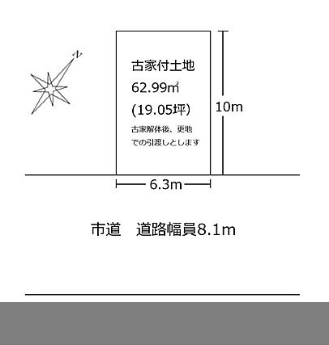 N
古家付土地
62.99㎡
(19.05坪)
古家解体後、更地
での引渡しとします
10m
6.3m
市道　道路幅員8.1m